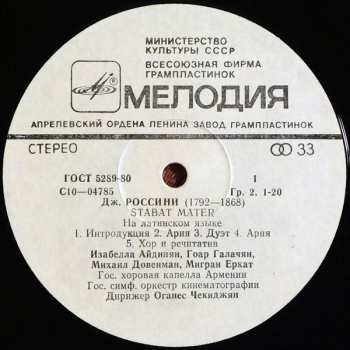 МИНИСТЕРСТВО
КУЛЬТУРЫ СССР
ВСЕСОЮЗНАЯ ФИРМА
ГРАМПЛАСТИНОК
МЕЛОДИЯ
АПРЕЛЕВСКИЙ ОРДЕНА ЛЕНИНА ЗАВОД ГРАМПЛАСТИНОК
СТЕРЕО 33
ГОСТ 5289-80 1
С10—04785 Гр. 2. 1-20
Дж. РОССИНИ (1792—1868)
STABAT MATER
На латинском языке
1. Интродукция 2. Ария 3. Дуэт 4. Ария
5. Хор и речитатив
Изабелла Айдинян, Гоар Галачян,
Михаил Довенман, Мигран Еркат
Гос. хоровая капелла Армении
Гос. симф. оркестр кинематографии
Дирижер Оганес Чекиджян